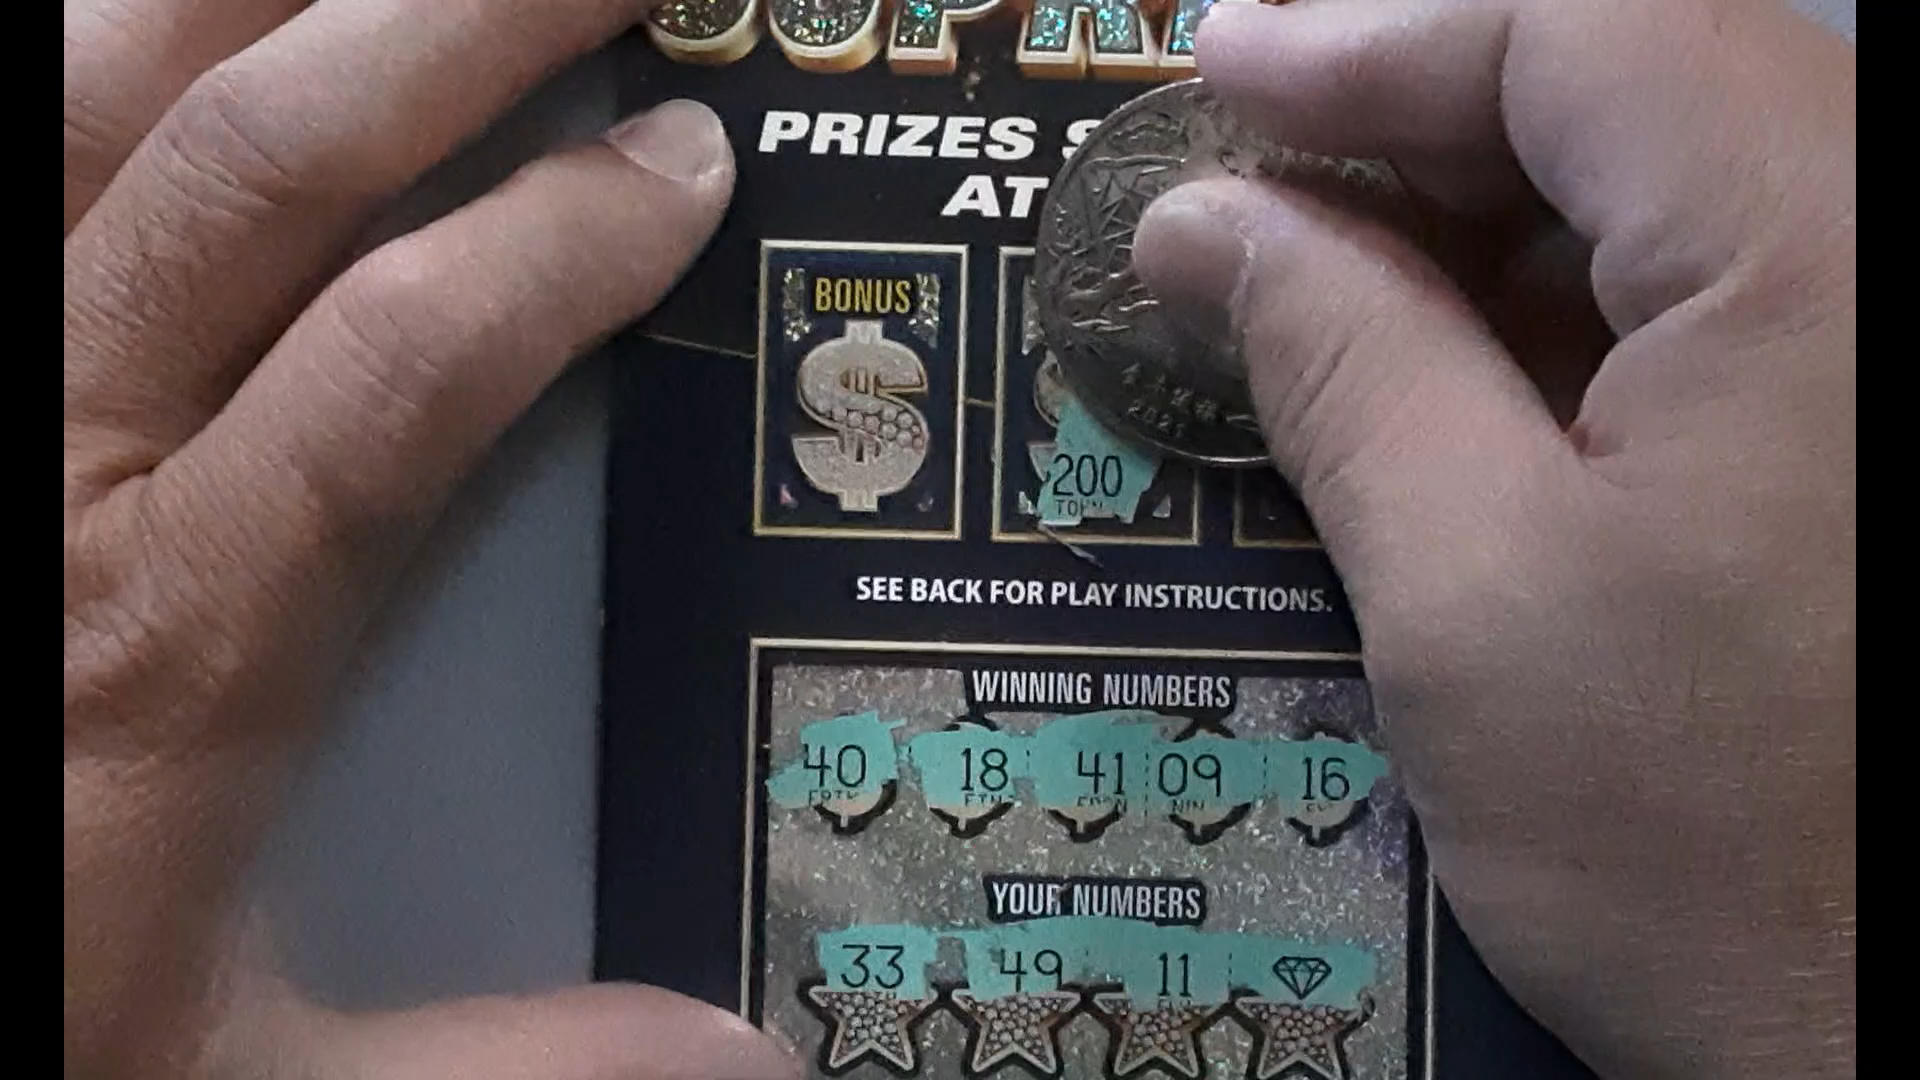 PRIZES
AT
BONUS
200
SEE BACK FOR PLAY INSTRUCTIONS.
WINNING NUMBERS
40 18 41 09 16
YOUR NUMBERS
33 49 11